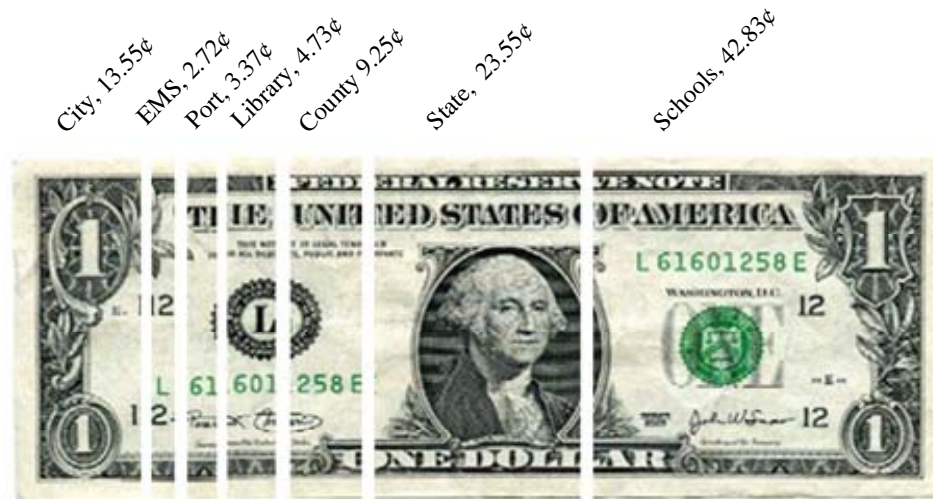 City, 13.55¢
EMS, 2.72¢
Port, 3.37¢
Library, 4.73¢
County 9.25¢
State, 23.55¢
Schools, 42.83¢
FEDERAL RESERVE NOTE
THE UNITED STATES OF AMERICA
L 61601258 E
WASHINGTON, D.C.
12
12
L 61601258 E
12
12
ONE DOLLAR
1
1
1
1